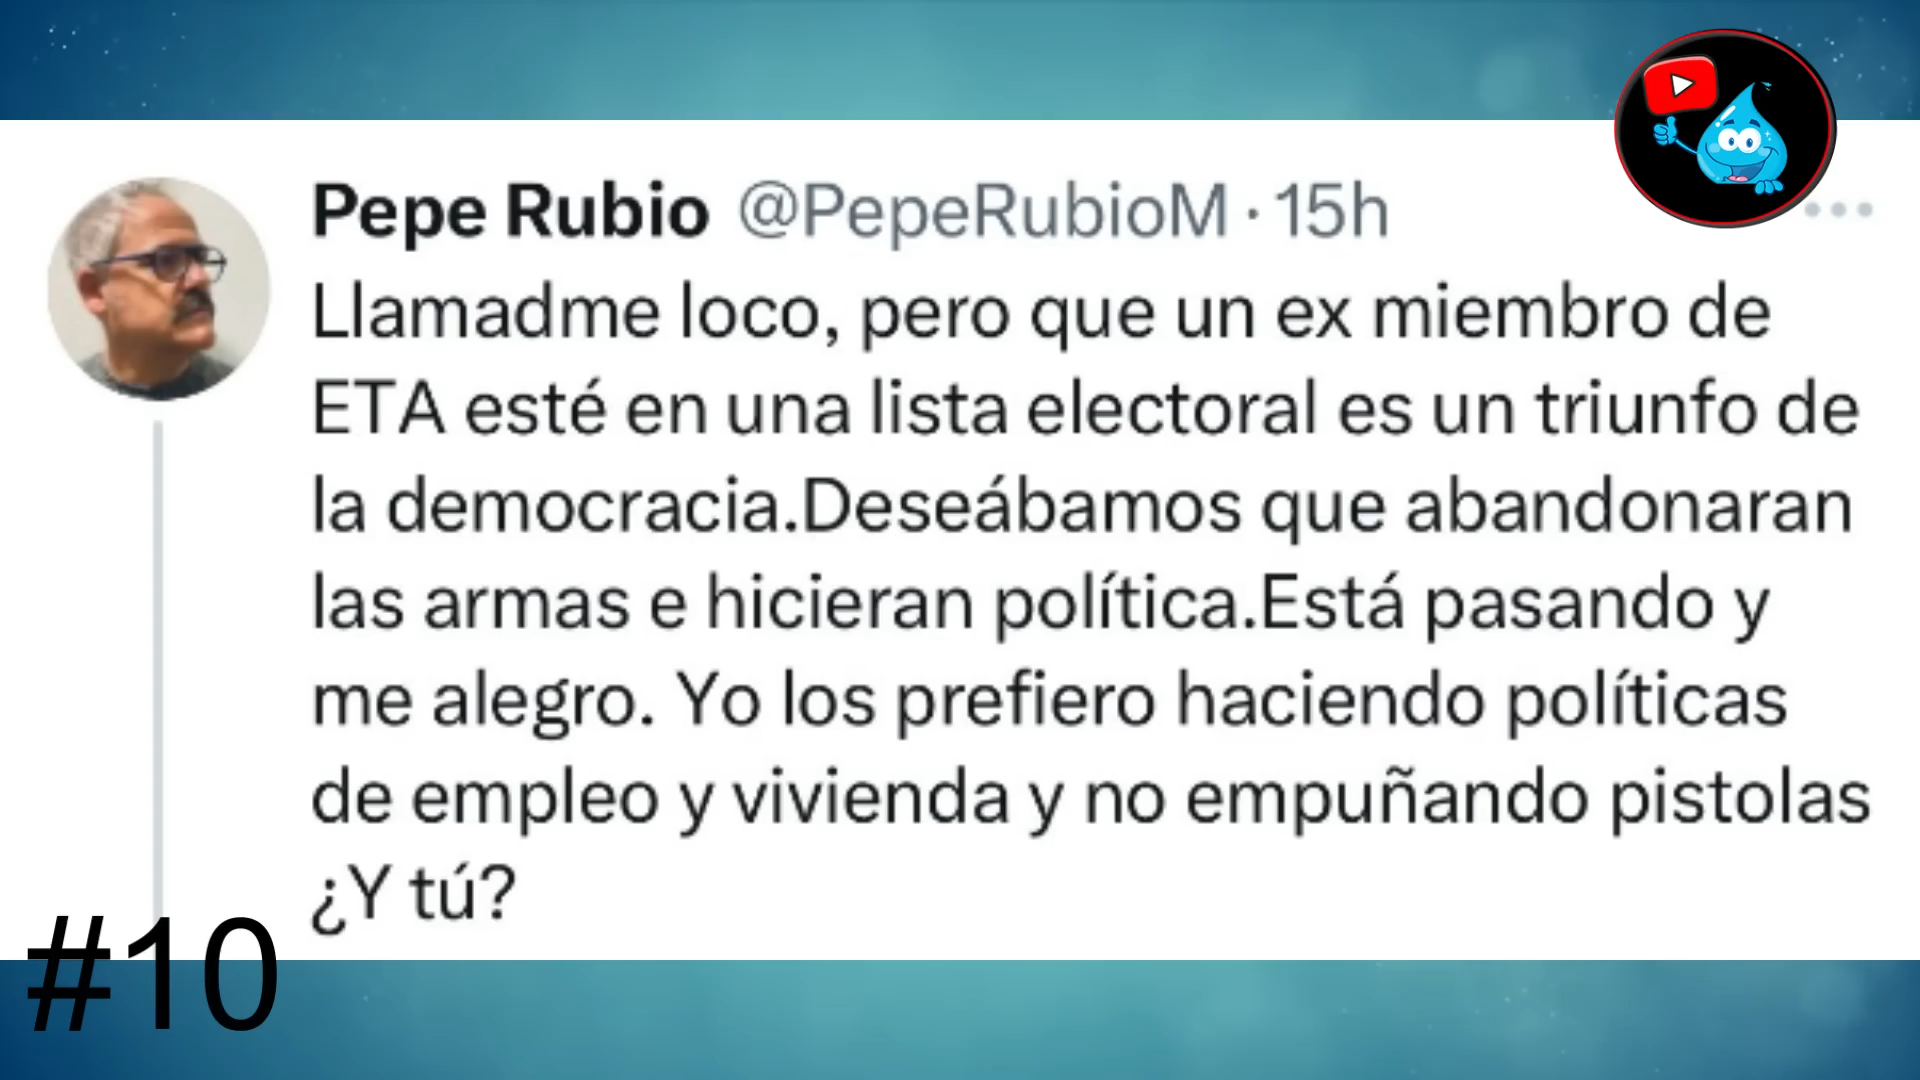 Pepe Rubio @PepeRubioM · 15h
Llamadme loco, pero que un ex miembro de
ETA esté en una lista electoral es un triunfo de
la democracia.Deseábamos que abandonaran
las armas e hicieran política.Está pasando y
me alegro. Yo los prefiero haciendo políticas
de empleo y vivienda y no empuñando pistolas
¿Y tú?
#10